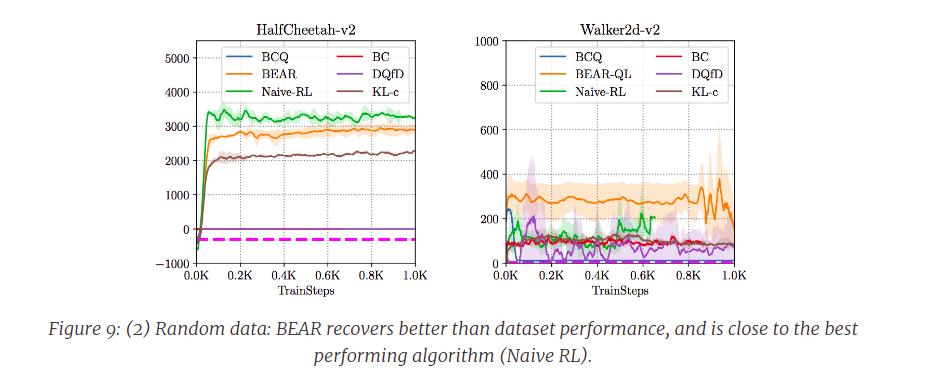 HalfCheetah-v2
5000
4000
3000
2000
1000
0
−1000
0.0K 0.2K 0.4K 0.6K 0.8K 1.0K
TrainSteps
BCQ BC
BEAR DQfD
Naive-RL KL-c
Walker2d-v2
1000
800
600
400
200
0
0.0K 0.2K 0.4K 0.6K 0.8K 1.0K
TrainSteps
BCQ BC
BEAR-QL DQfD
Naive-RL KL-c
Figure 9: (2) Random data: BEAR recovers better than dataset performance, and is close to the best
performing algorithm (Naive RL).